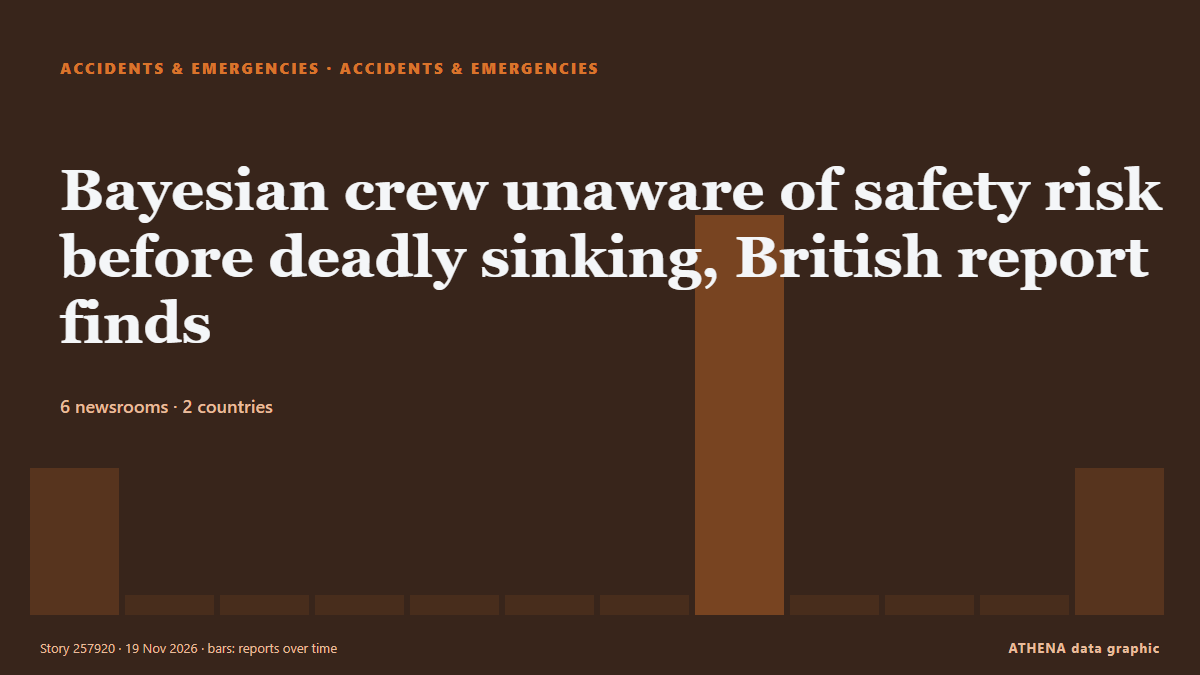 ACCIDENTS & EMERGENCIES · ACCIDENTS & EMERGENCIES
Bayesian crew unaware of safety risk
before deadly sinking, British report
finds
6 newsrooms · 2 countries
Story 257920 · 19 Nov 2026 · bars: reports over time
ATHENA data graphic